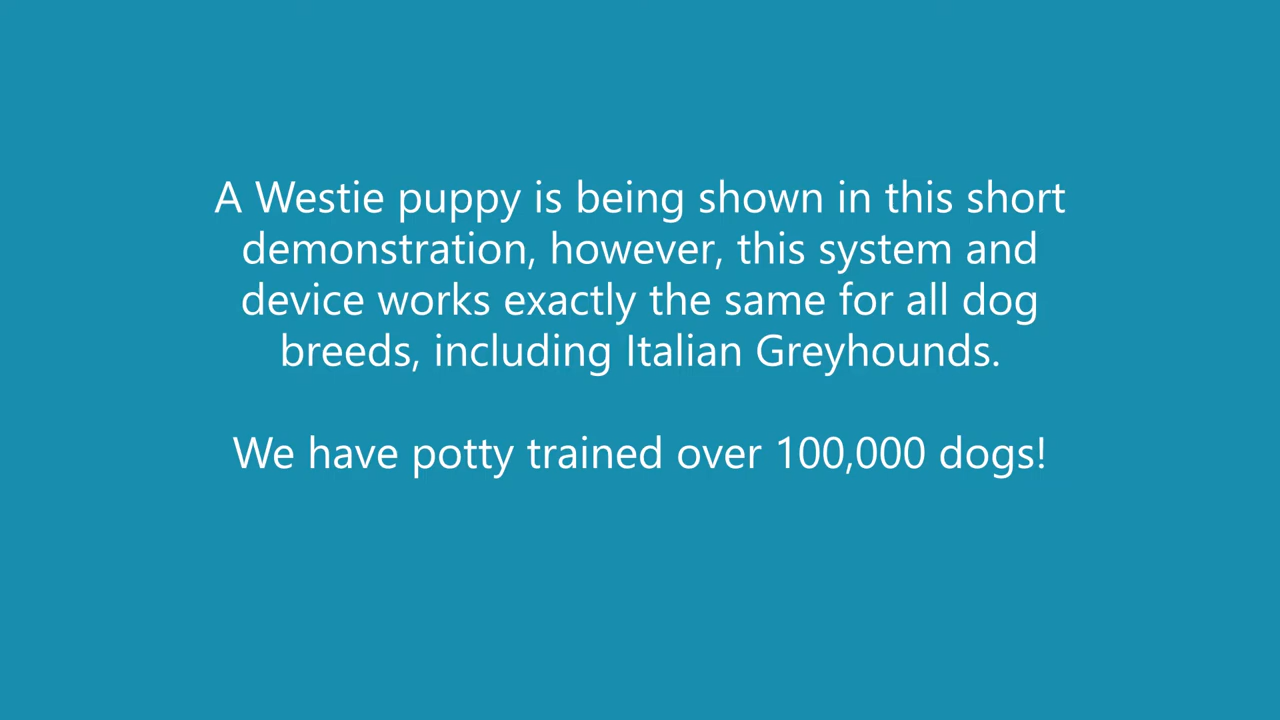 A Westie puppy is being shown in this short
demonstration, however, this system and
device works exactly the same for all dog
breeds, including Italian Greyhounds.
We have potty trained over 100,000 dogs!